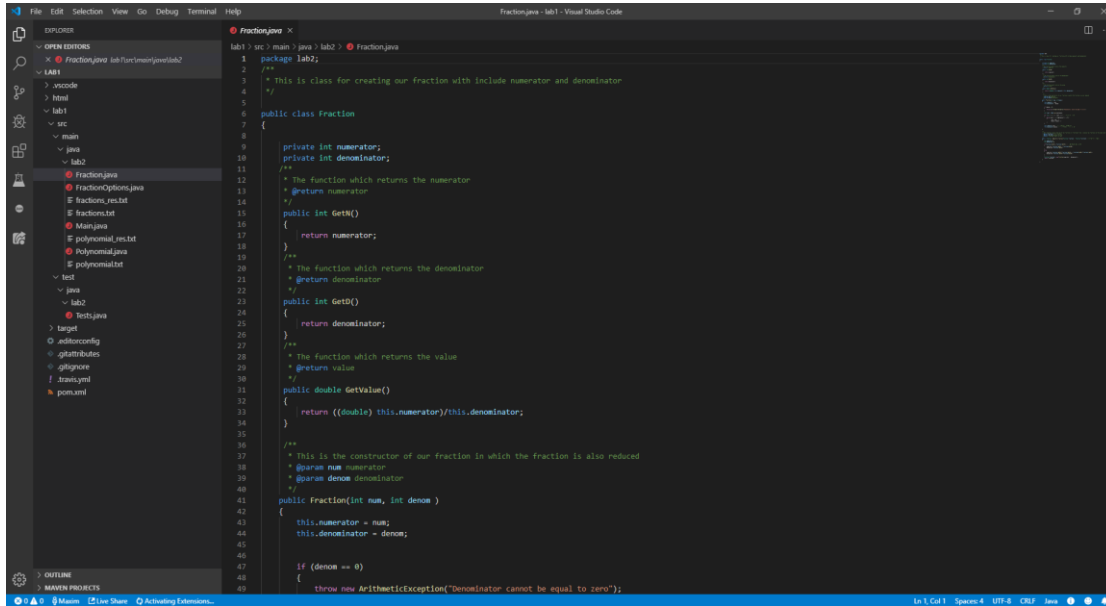 File Edit Selection View Go Debug Terminal Help
Fraction.java - lab1 - Visual Studio Code
EXPLORER
OPEN EDITORS
Fraction.java lab1\src\main\java\lab2
LAB1
.vscode
html
lab1
src
main
java
lab2
Fraction.java
FractionOptions.java
fractions_res.txt
fractions.txt
Main.java
polynomial_res.txt
Polynomial.java
polynomial.txt
test
java
lab2
Tests.java
target
.editorconfig
.gitattributes
.gitignore
.travis.yml
pom.xml
OUTLINE
MAVEN PROJECTS
Fraction.java
lab1 > src > main > java > lab2 > Fraction.java
1 package lab2;
2 /**
3 * This is class for creating our fraction with include numerator and denominator
4 */
5
6 public class Fraction
7 {
8
9 private int numerator;
10 private int denominator;
11 /**
12 * The function which returns the numerator
13 * @return numerator
14 */
15 public int GetN()
16 {
17 return numerator;
18 }
19 /**
20 * The function which returns the denominator
21 * @return denominator
22 */
23 public int GetD()
24 {
25 return denominator;
26 }
27 /**
28 * The function which returns the value
29 * @return value
30 */
31 public double GetValue()
32 {
33 return ((double) this.numerator)/this.denominator;
34 }
35
36 /**
37 * This is the constructor of our fraction in which the fraction is also reduced
38 * @param num numerator
39 * @param denom denominator
40 */
41 public Fraction(int num, int denom )
42 {
43 this.numerator = num;
44 this.denominator = denom;
45
46
47 if (denom == 0)
48 {
49 throw new ArithmeticException("Denominator cannot be equal to zero");
0 0 0 Maxim Live Share Activating Extensions...
Ln 1, Col 1 Spaces: 4 UTF-8 CRLF Java